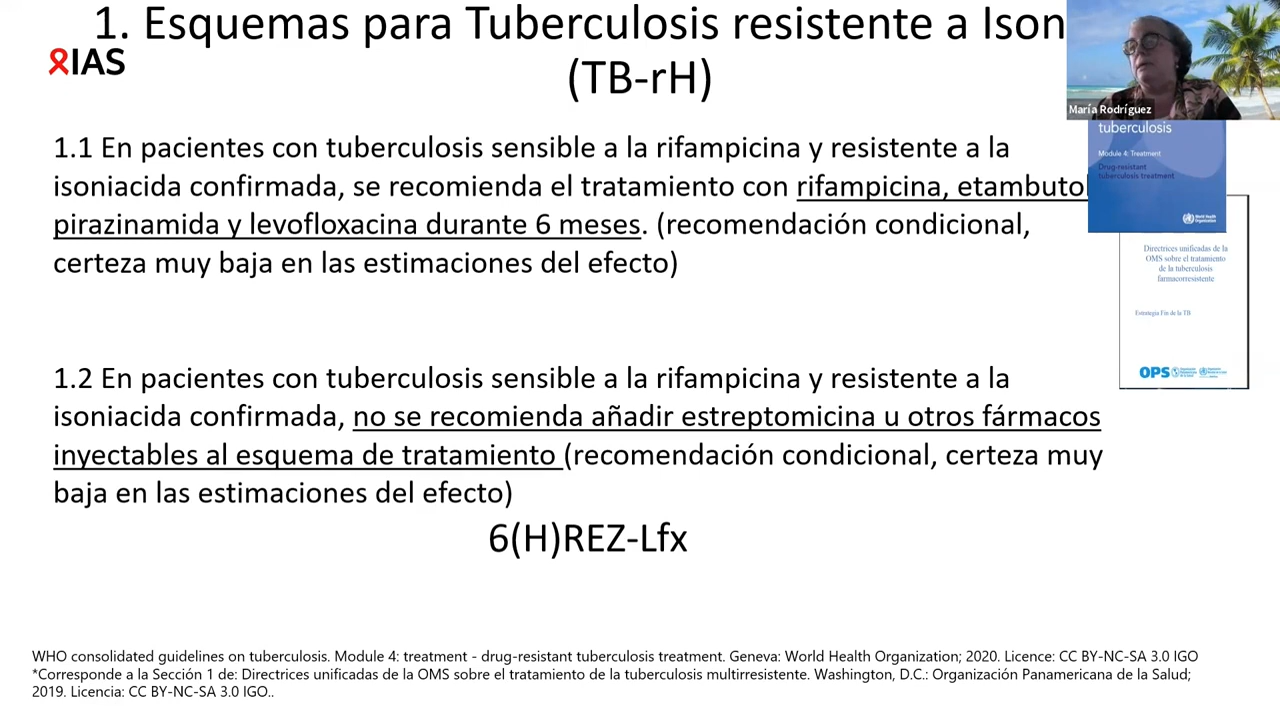 1. Esquemas para Tuberculosis resistente a Ison
(TB-rH)
IAS
María Rodríguez
1.1 En pacientes con tuberculosis sensible a la rifampicina y resistente a la
isoniacida confirmada, se recomienda el tratamiento con rifampicina, etambutol
pirazinamida y levofloxacina durante 6 meses. (recomendación condicional,
certeza muy baja en las estimaciones del efecto)
tuberculosis
Module 4: Treatment
Drug-resistant
tuberculosis treatment
World Health
Organization
Directrices unificadas de la
OMS sobre el tratamiento
de la tuberculosis
farmacorresistente
Estrategia Fin de la TB
OPS
1.2 En pacientes con tuberculosis sensible a la rifampicina y resistente a la
isoniacida confirmada, no se recomienda añadir estreptomicina u otros fármacos
inyectables al esquema de tratamiento (recomendación condicional, certeza muy
baja en las estimaciones del efecto)
6(H)REZ-Lfx
WHO consolidated guidelines on tuberculosis. Module 4: treatment - drug-resistant tuberculosis treatment. Geneva: World Health Organization; 2020. Licence: CC BY-NC-SA 3.0 IGO
*Corresponde a la Sección 1 de: Directrices unificadas de la OMS sobre el tratamiento de la tuberculosis multirresistente. Washington, D.C.: Organización Panamericana de la Salud;
2019. Licencia: CC BY-NC-SA 3.0 IGO..